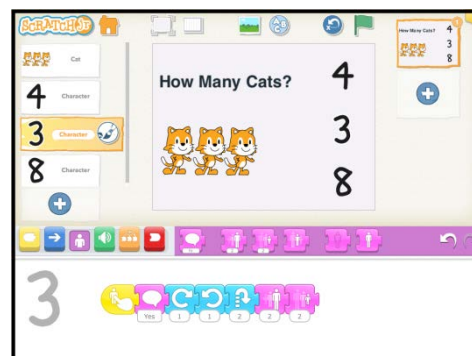 SCRATCHJr
Cat
4 Character
3 Character
8 Character
How Many Cats?
4
3
8
How Many Cats?
4
3
8
1
3
Yes 1 1 2 2 2